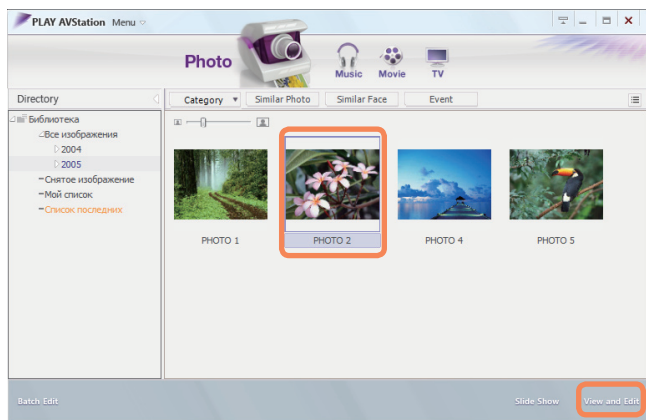 PLAY AVStation Menu
Photo
Music Movie TV
Directory
Category Similar Photo Similar Face Event
Библиотека
Все изображения
2004
2005
Снятое изображение
Мой список
Список последних
PHOTO 1 PHOTO 2 PHOTO 4 PHOTO 5
Batch Edit Slide Show View and Edit